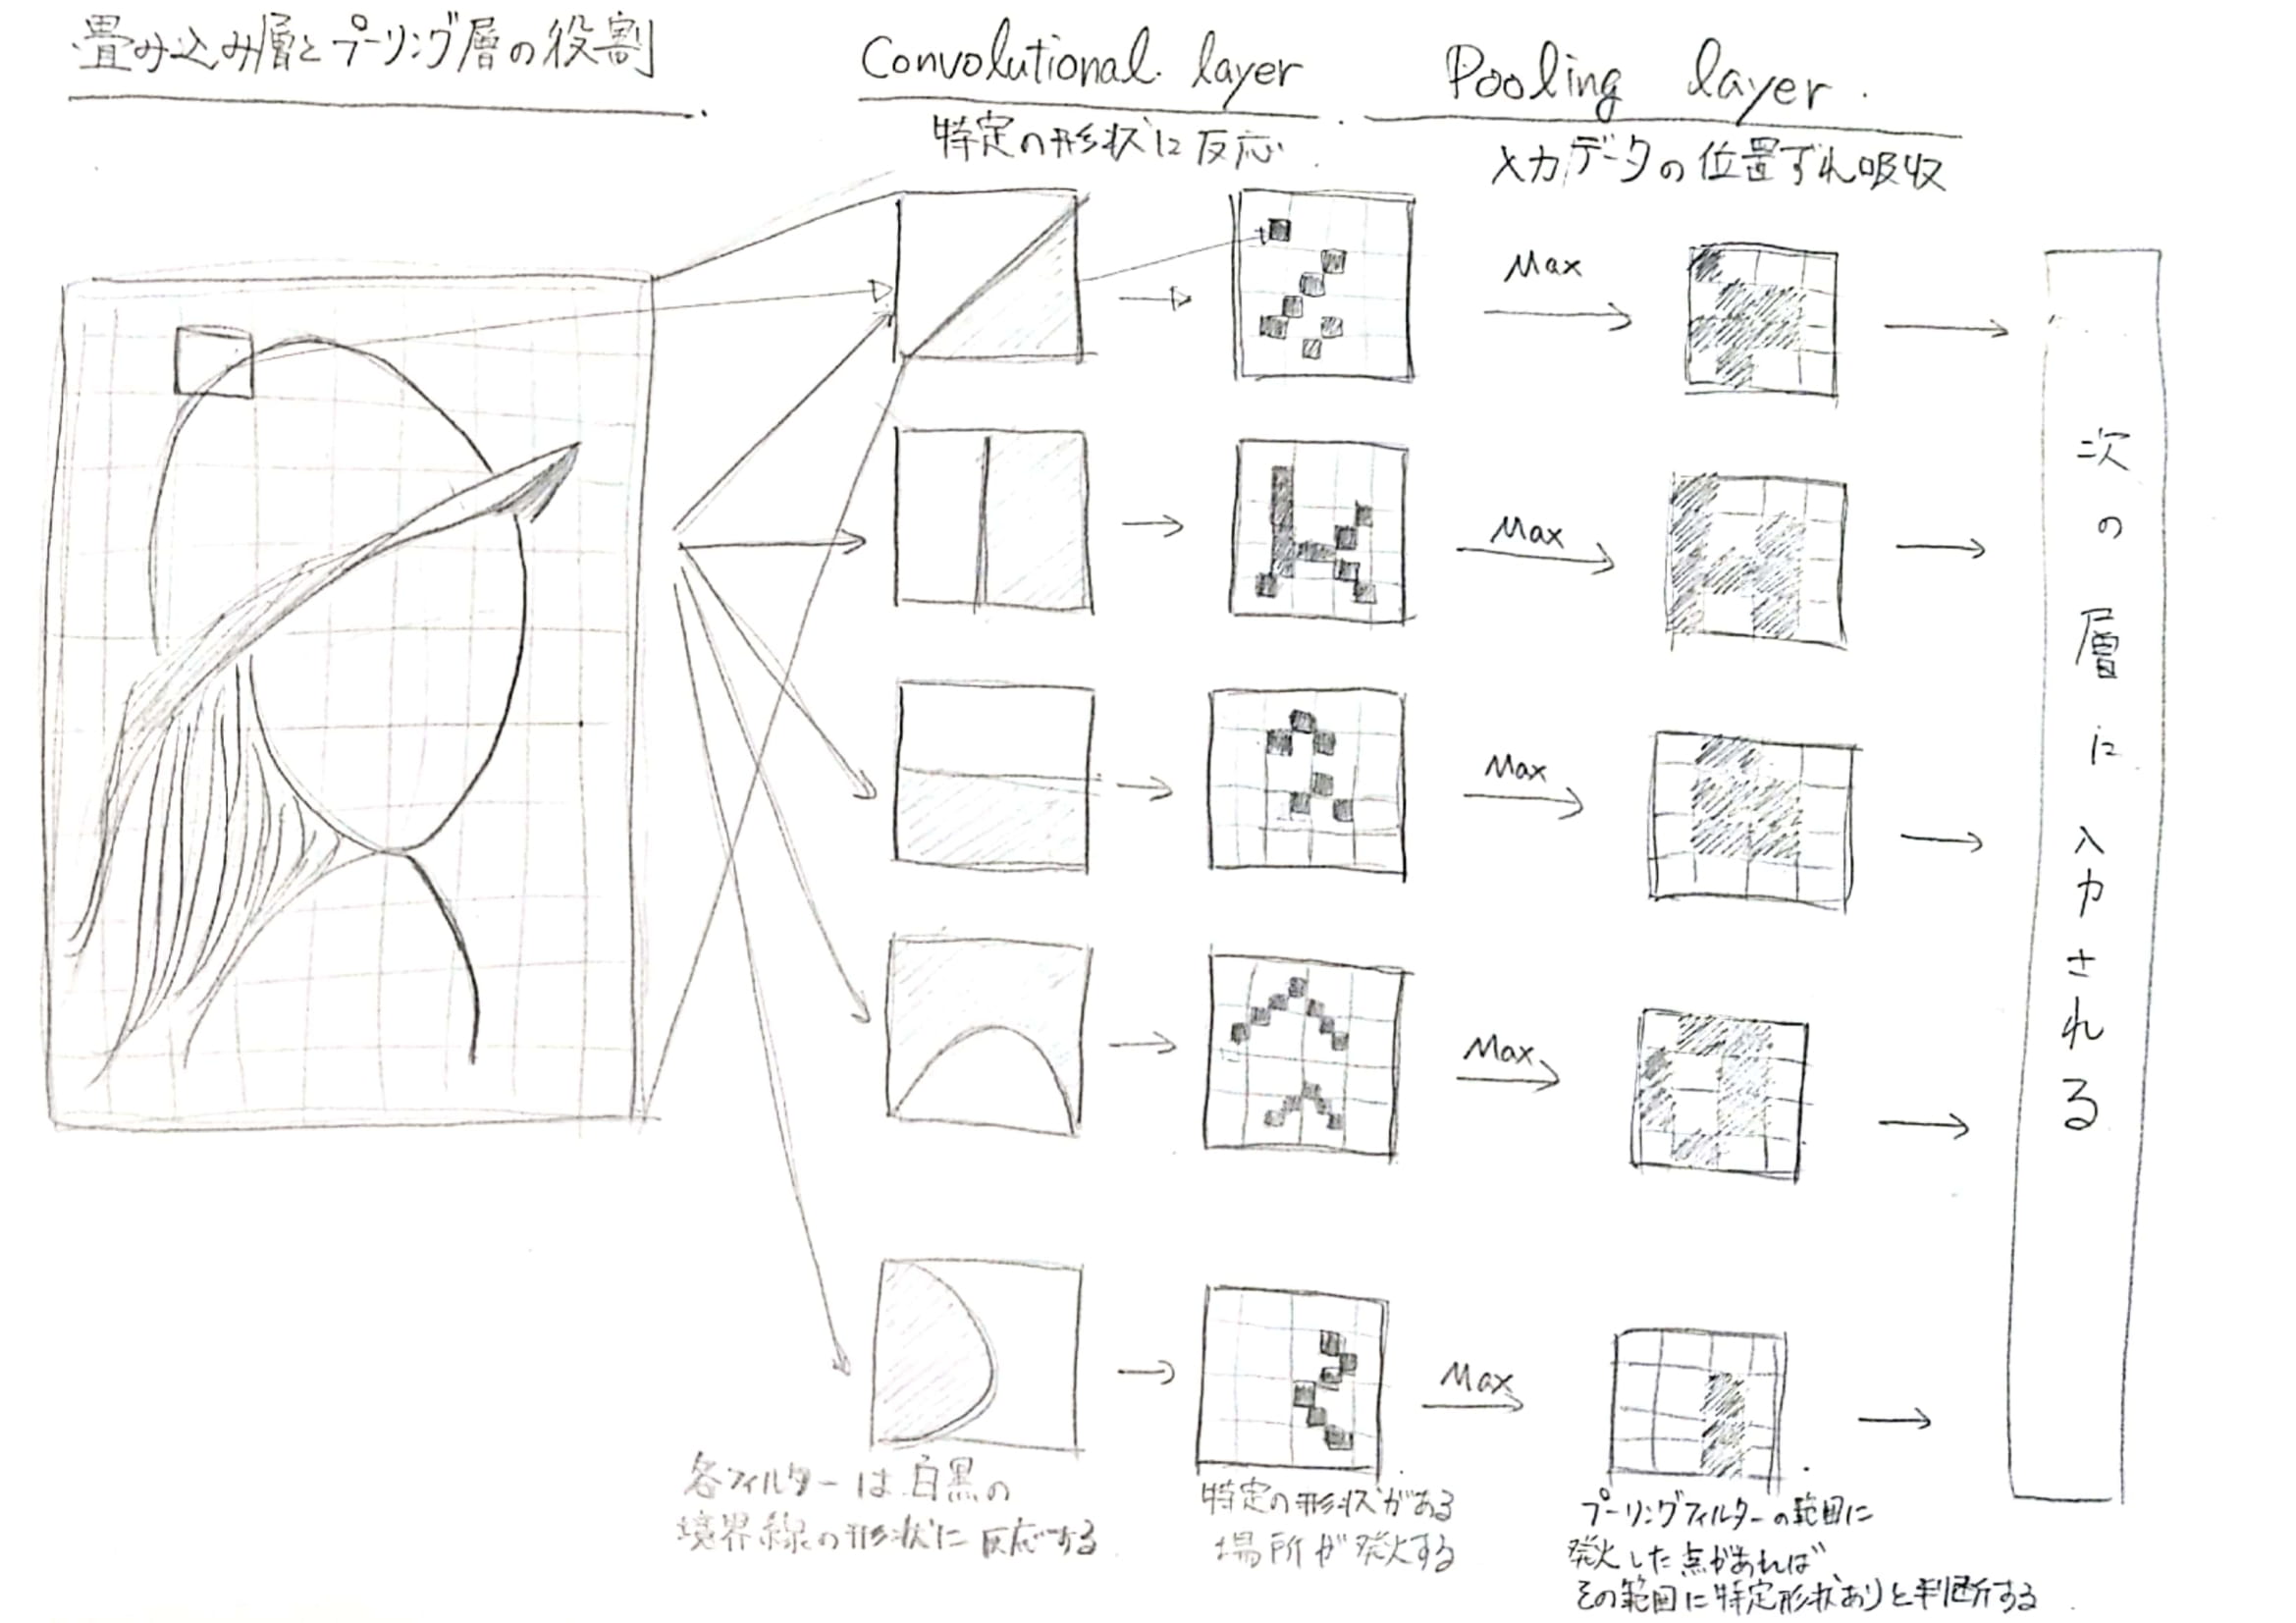 畳み込み層とプーリング層の役割
Convolutional layer
Pooling layer.
特定の形状に反応
入力データの位置ずれ吸収
Max
Max
Max
Max
Max
次の層に入力される
各フィルターは白黒の
境界線の形状に反応する
特定の形状がある
場所が発火する
プーリングフィルターの範囲に
発火した点があれば
その範囲に特定形状ありと判断する